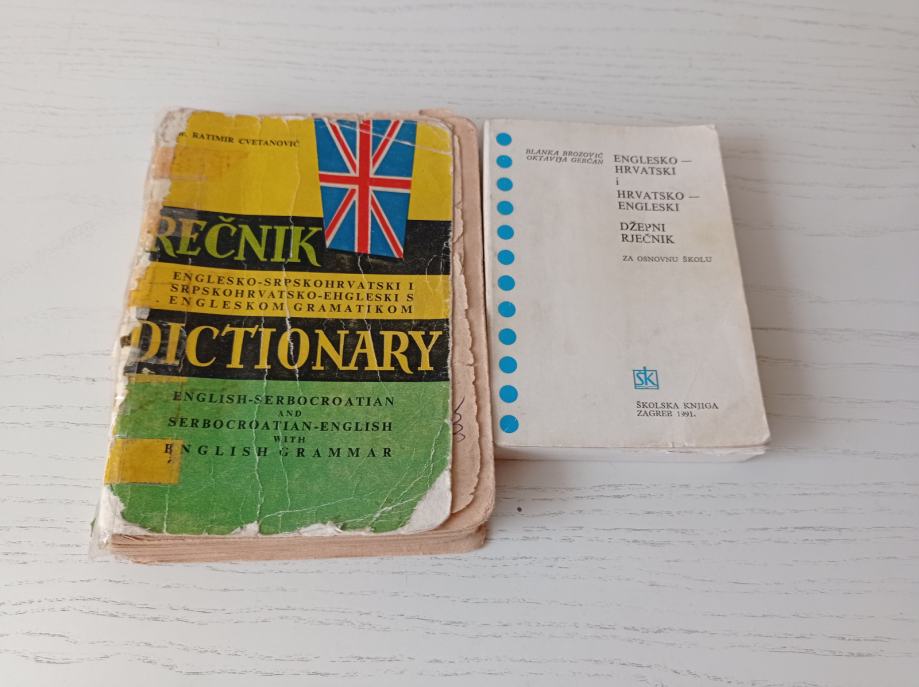 RATIMIR CVETANOVIĆ
REČNIK
ENGLESKO-SRPSKOHRVATSKI I
SRPSKOHRVATSKO-EHGLESKI S
ENGLESKOM GRAMATIKOM
DICTIONARY
ENGLISH-SERBOCROATIAN
AND
SERBOCROATIAN-ENGLISH
WITH
ENGLISH GRAMMAR
BLANKA BROZOVIĆ
OKTAVIJA GERČAN
ENGLESKO —
HRVATSKI
i
HRVATSKO —
ENGLESKI
DŽEPNI
RJEČNIK
ZA OSNOVNU ŠKOLU
šk
ŠKOLSKA KNJIGA
ZAGREB 1991.